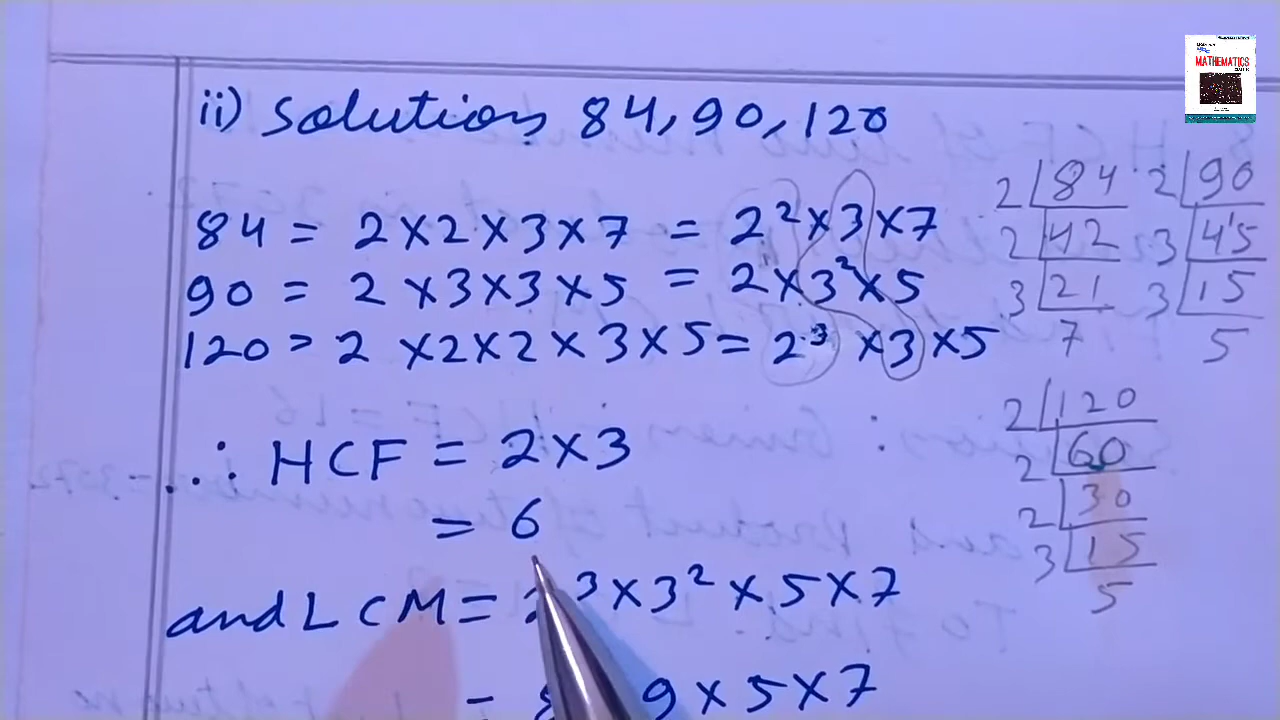 MATHEMATICS
ii) Solution 84, 90, 120
84 = 2×2×3×7 = 2²×3×7
90 = 2×3×3×5 = 2×3²×5
120 = 2×2×2×3×5 = 2³×3×5
∴ HCF = 2×3
= 6
and LCM = 2³×3²×5×7
= 8 9×5×7
2 | 84
2 | 42
3 | 21
7
2 | 90
3 | 45
3 | 15
5
2 | 120
2 | 60
2 | 30
3 | 15
5